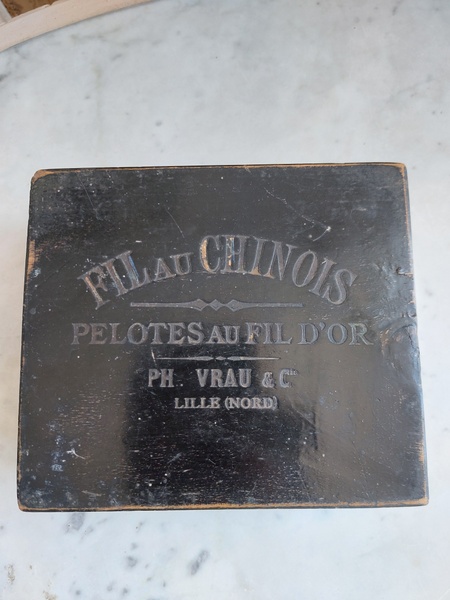 FIL AU CHINOIS
PELOTES AU FIL D'OR
PH. VRAU & Cie
LILLE (NORD)